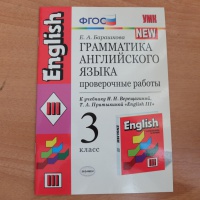 ФГОС
УМК
NEW
Е. А. Барашкова
ГРАММАТИКА
АНГЛИЙСКОГО
ЯЗЫКА
проверочные работы
К учебнику И. Н. Верещагиной,
Т. А. Притыкиной «English III»
3
класс
English
III
English
III